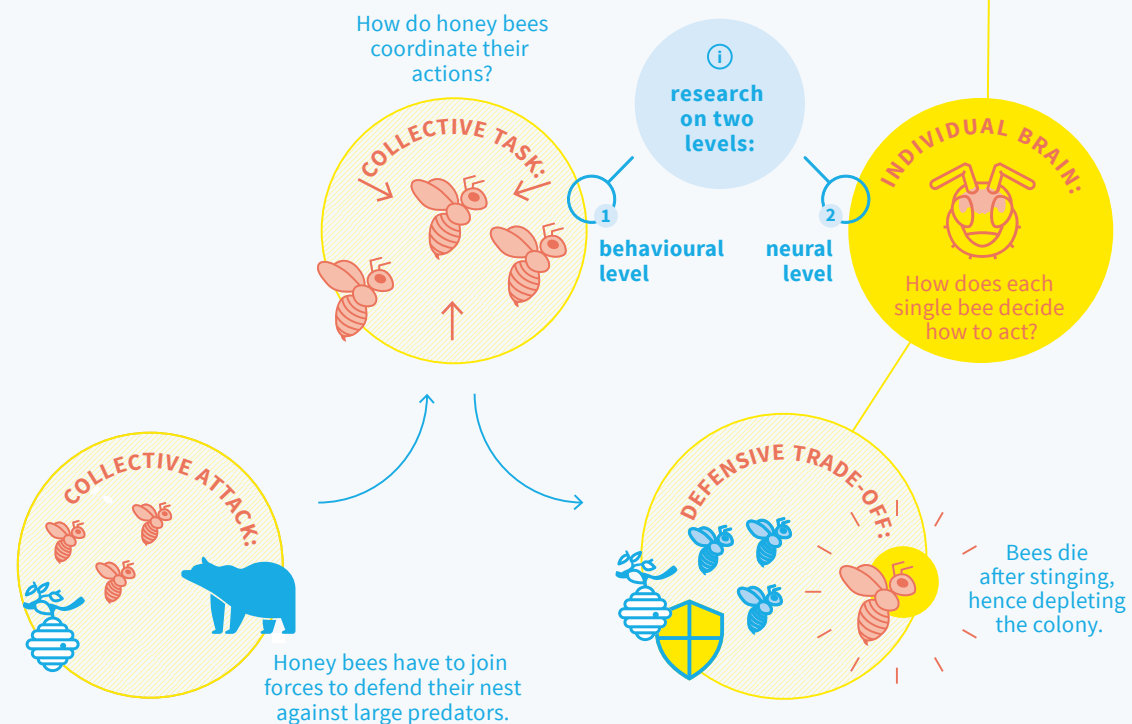 How do honey bees
coordinate their
actions?
COLLECTIVE TASK:
i
research
on two
levels:
1
behavioural
level
2
neural
level
INDIVIDUAL BRAIN:
How does each
single bee decide
how to act?
COLLECTIVE ATTACK:
Honey bees have to join
forces to defend their nest
against large predators.
DEFENSIVE TRADE-OFF:
Bees die
after stinging,
hence depleting
the colony.